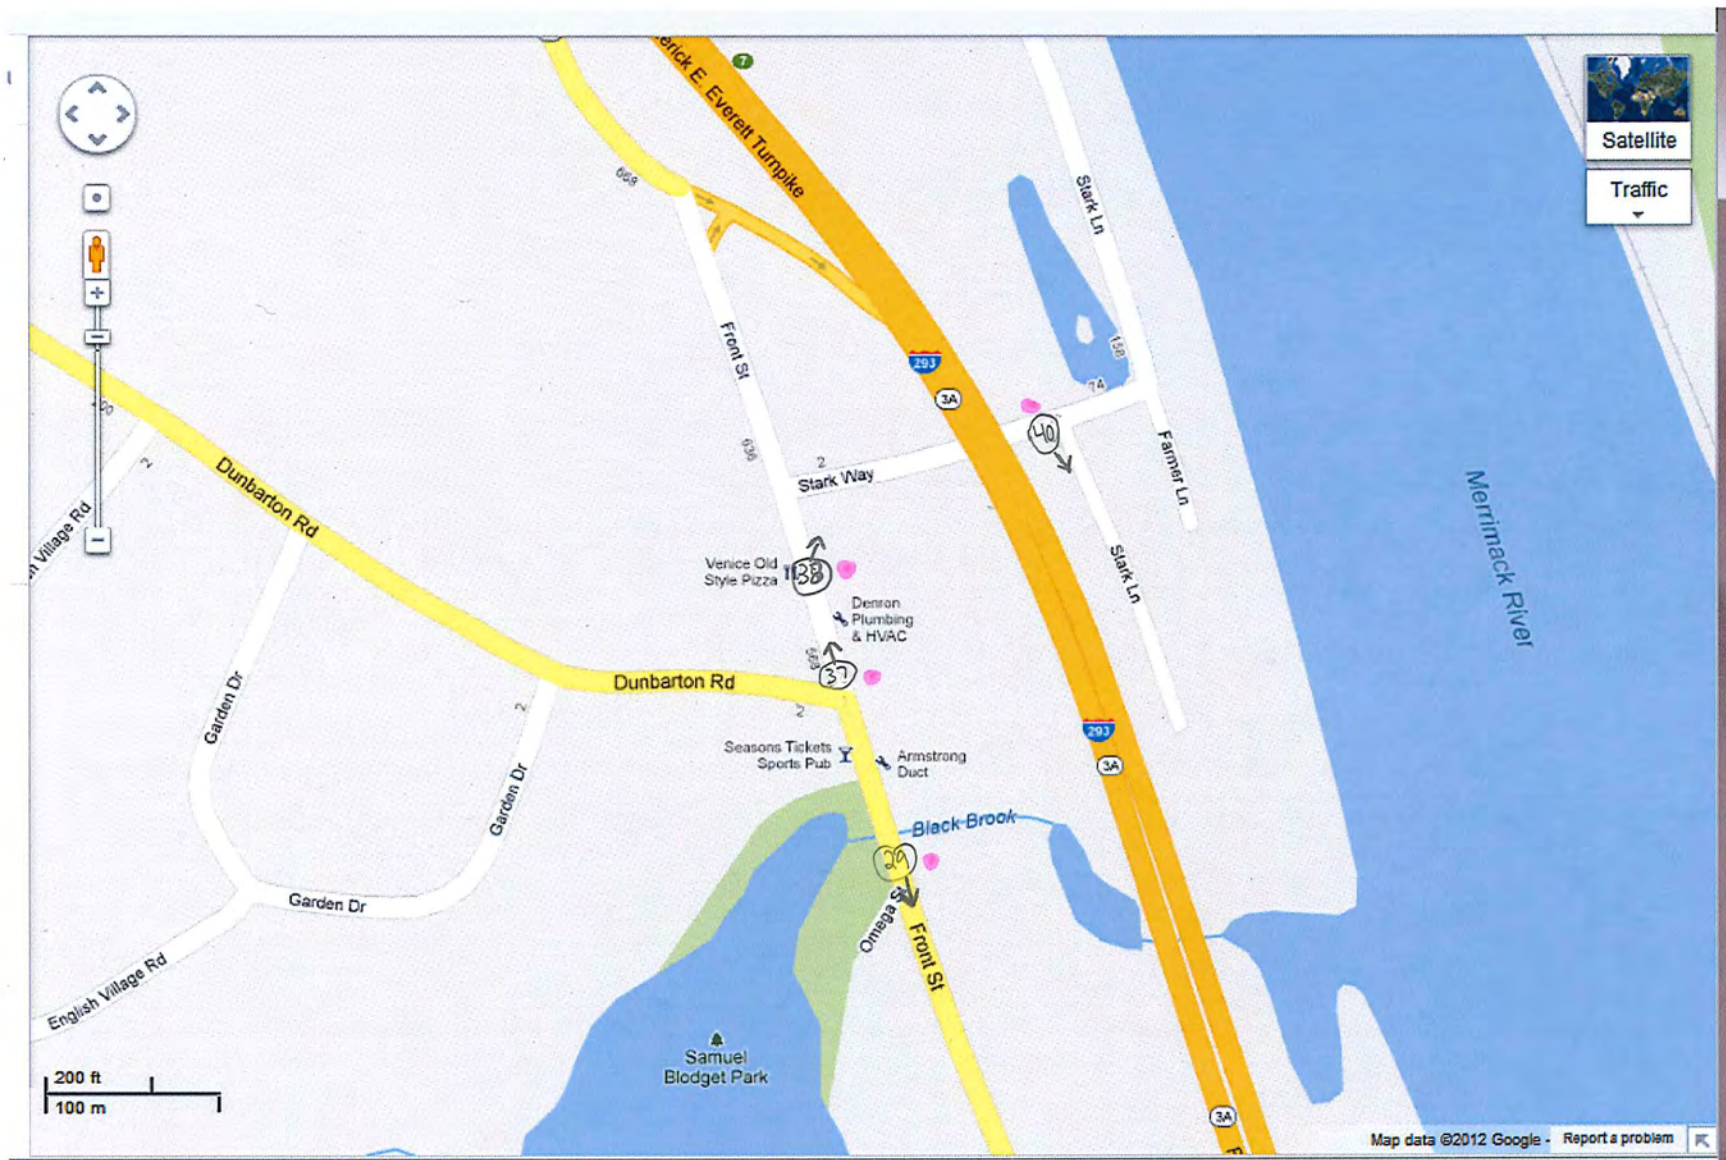 erick E. Everett Turnpike
7
Satellite
Traffic
Stark Ln
668
Front St
293
3A
158
74
40
Dunbarton Rd
2
n Village Rd
636
2
Stark Way
Farmer Ln
Merrimack River
Venice Old
Style Pizza
38
Denron
Plumbing
& HVAC
Stark Ln
568
37
Dunbarton Rd
2
Garden Dr
2
Seasons Tickets
Sports Pub
Armstrong
Duct
293
3A
Garden Dr
Black Brook
29
Omega
Front St
Garden Dr
English Village Rd
Samuel
Blodget Park
200 ft
100 m
3A
Map data ©2012 Google -
Report a problem